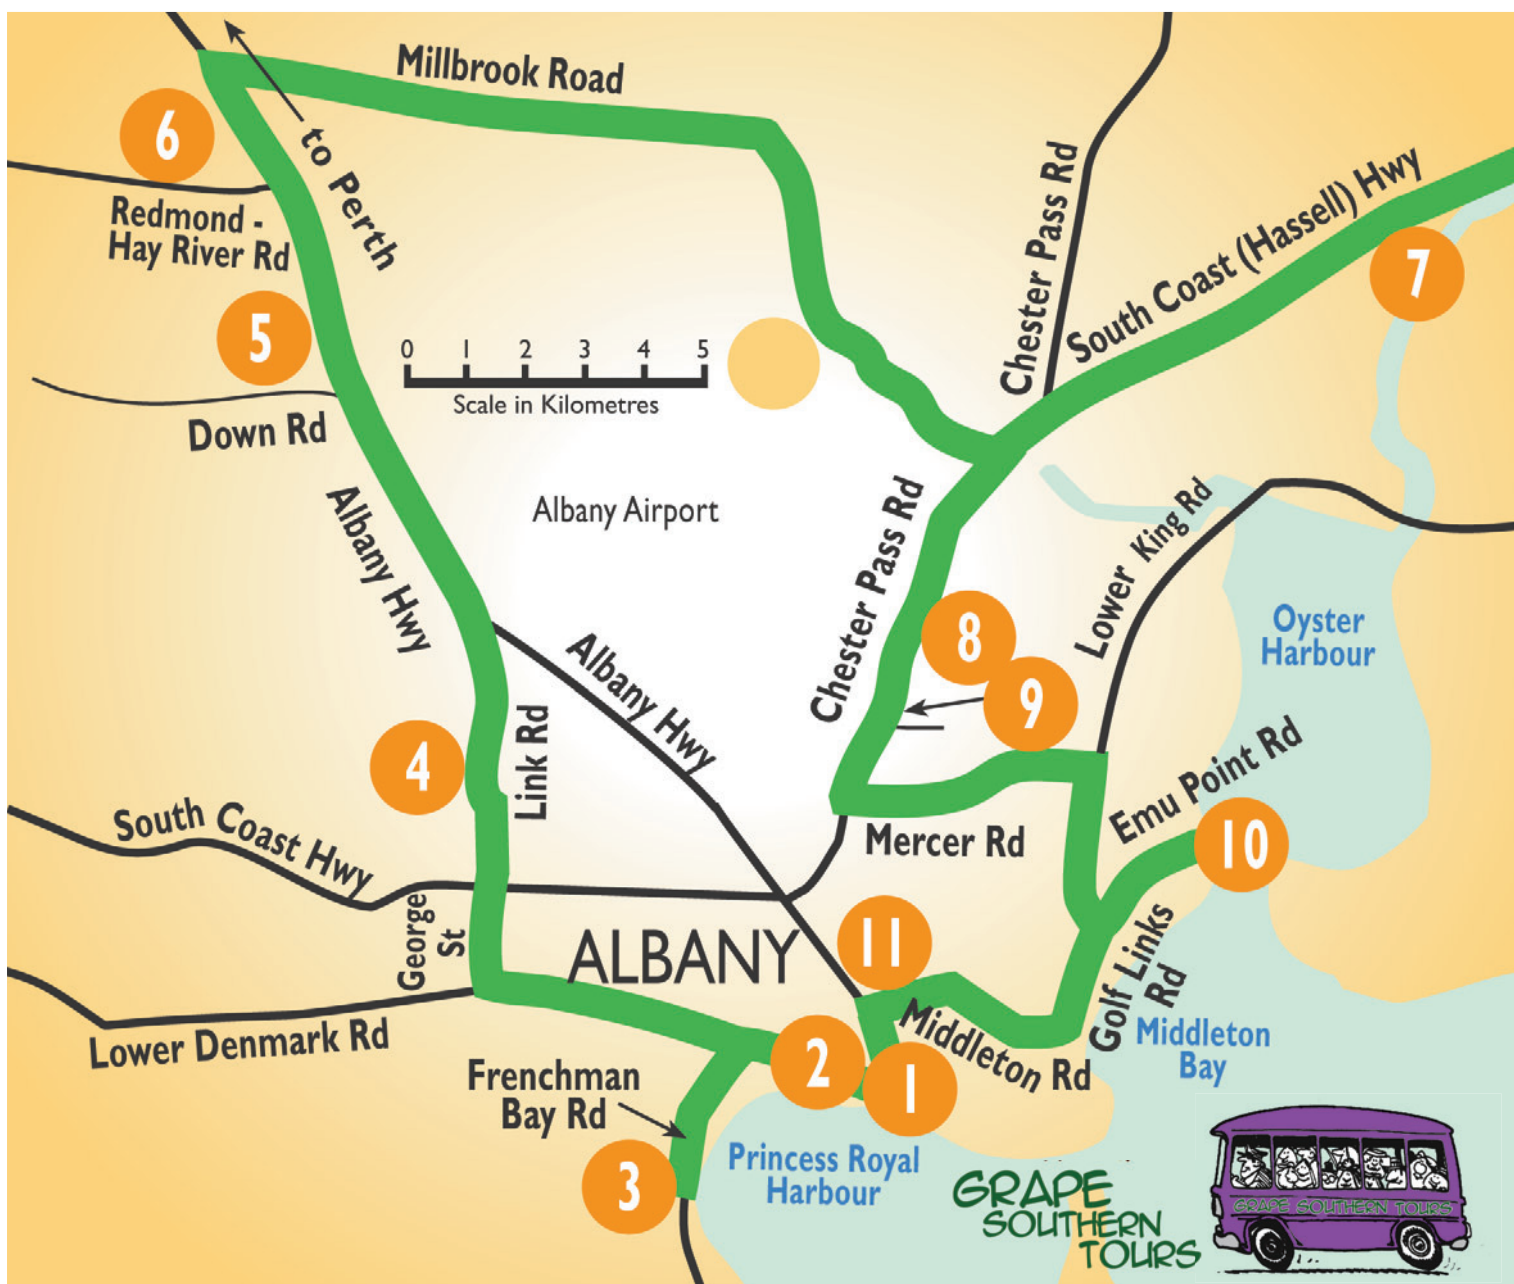 Millbrook Road
to Perth
6
Redmond -
Hay River Rd
5
Down Rd
0 1 2 3 4 5
Scale in Kilometres
Albany Airport
Chester Pass Rd
South Coast (Hassell) Hwy
7
Albany Hwy
Chester Pass Rd
Lower King Rd
Oyster
Harbour
8
9
Albany Hwy
Link Rd
4
South Coast Hwy
Mercer Rd
Emu Point Rd
10
George
St
ALBANY
11
Golf Links
Rd
Middleton Rd
Middleton
Bay
Lower Denmark Rd
2
1
Frenchman
Bay Rd
3
Princess Royal
Harbour
GRAPE
SOUTHERN
TOURS
GRAPE SOUTHERN TOURS